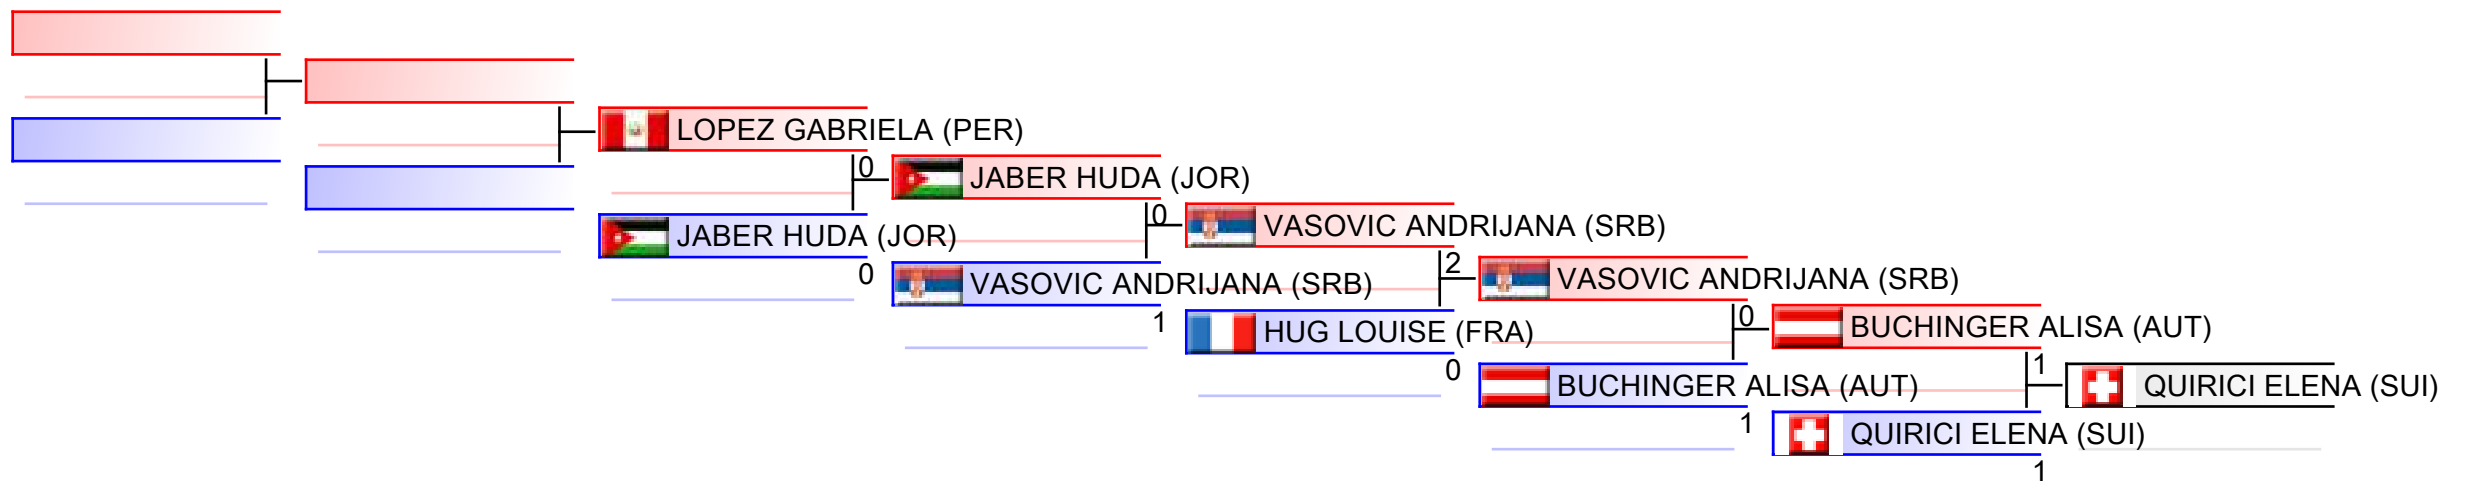 LOPEZ GABRIELA (PER)
0
JABER HUDA (JOR)
0
JABER HUDA (JOR)
0
VASOVIC ANDRIJANA (SRB)
1
VASOVIC ANDRIJANA (SRB)
2
HUG LOUISE (FRA)
0
VASOVIC ANDRIJANA (SRB)
0
BUCHINGER ALISA (AUT)
1
BUCHINGER ALISA (AUT)
1
QUIRICI ELENA (SUI)
1
QUIRICI ELENA (SUI)